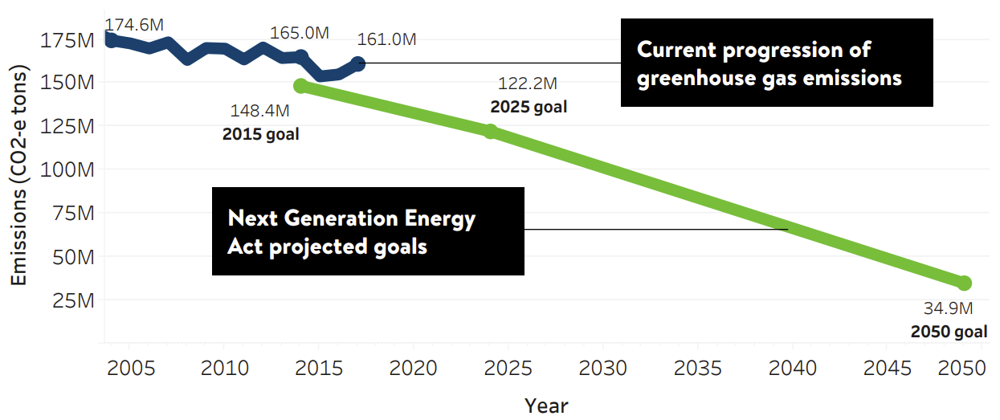 174.6M
165.0M
161.0M
Current progression of
greenhouse gas emissions
175M
150M
125M
100M
75M
50M
25M
Emissions (CO2-e tons)
148.4M
2015 goal
122.2M
2025 goal
Next Generation Energy
Act projected goals
34.9M
2050 goal
2005 2010 2015 2020 2025 2030 2035 2040 2045 2050
Year